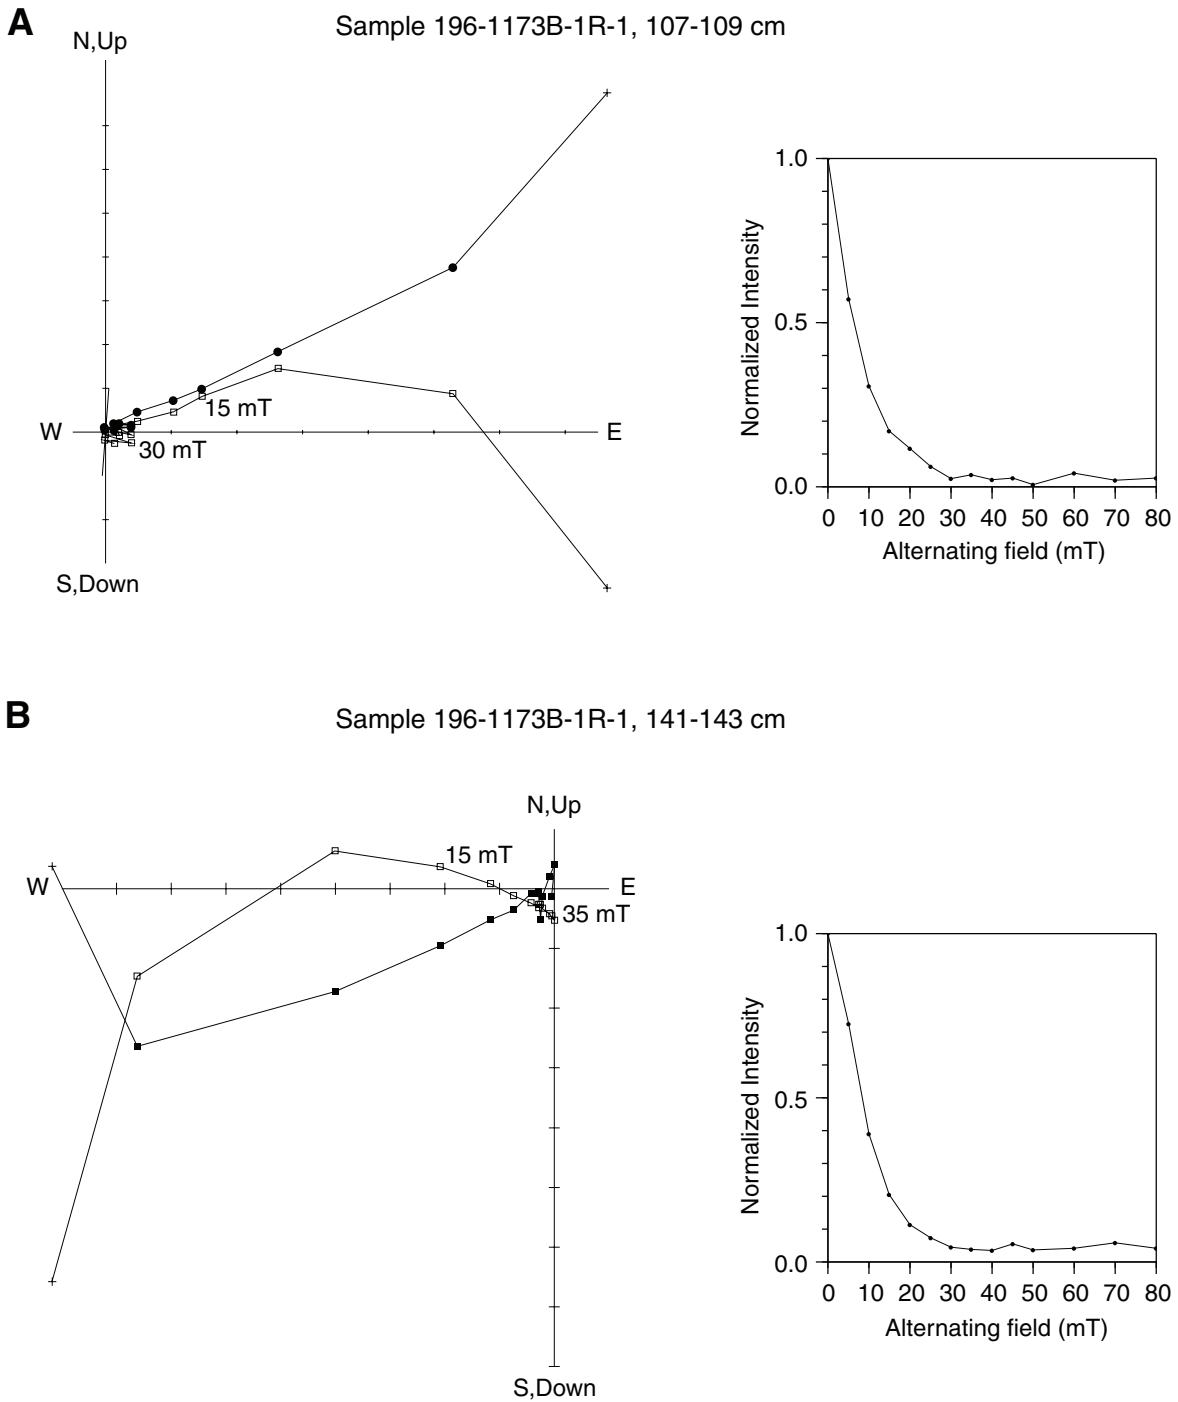 A
Sample 196-1173B-1R-1, 107-109 cm
N,Up
W
E
15 mT
30 mT
S,Down
Normalized Intensity
1.0
0.5
0.0
0 10 20 30 40 50 60 70 80
Alternating field (mT)
B
Sample 196-1173B-1R-1, 141-143 cm
N,Up
W
E
15 mT
35 mT
S,Down
Normalized Intensity
1.0
0.5
0.0
0 10 20 30 40 50 60 70 80
Alternating field (mT)